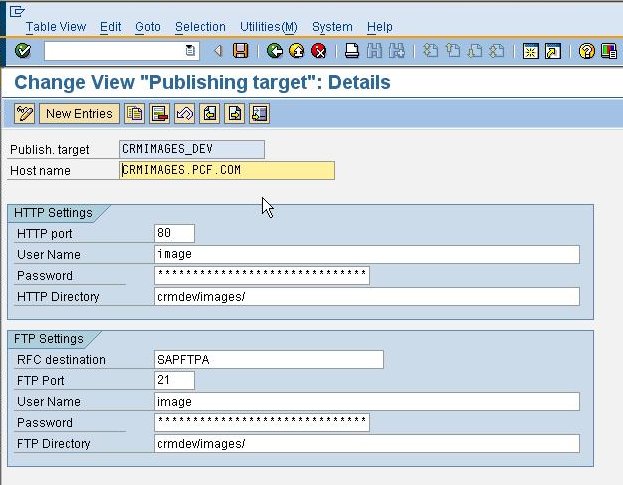 Table View Edit Goto Selection Utilities(M) System Help
Change View "Publishing target": Details
New Entries
Publish. target CRMIMAGES_DEV
Host name CRMIMAGES.PCF.COM
HTTP Settings
HTTP port 80
User Name image
Password ******************************
HTTP Directory crmdev/images/
FTP Settings
RFC destination SAPFTPA
FTP Port 21
User Name image
Password ******************************
FTP Directory crmdev/images/